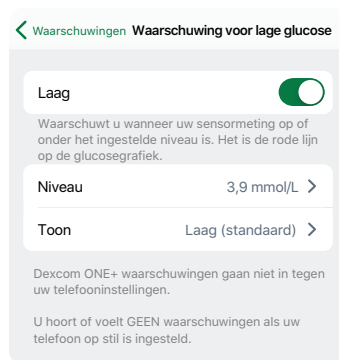 Waarschuwingen Waarschuwing voor lage glucose
Laag
Waarschuwt u wanneer uw sensormeting op of
onder het ingestelde niveau is. Het is de rode lijn
op de glucosegrafiek.
Niveau 3,9 mmol/L
Toon Laag (standaard)
Dexcom ONE+ waarschuwingen gaan niet in tegen
uw telefooninstellingen.
U hoort of voelt GEEN waarschuwingen als uw
telefoon op stil is ingesteld.